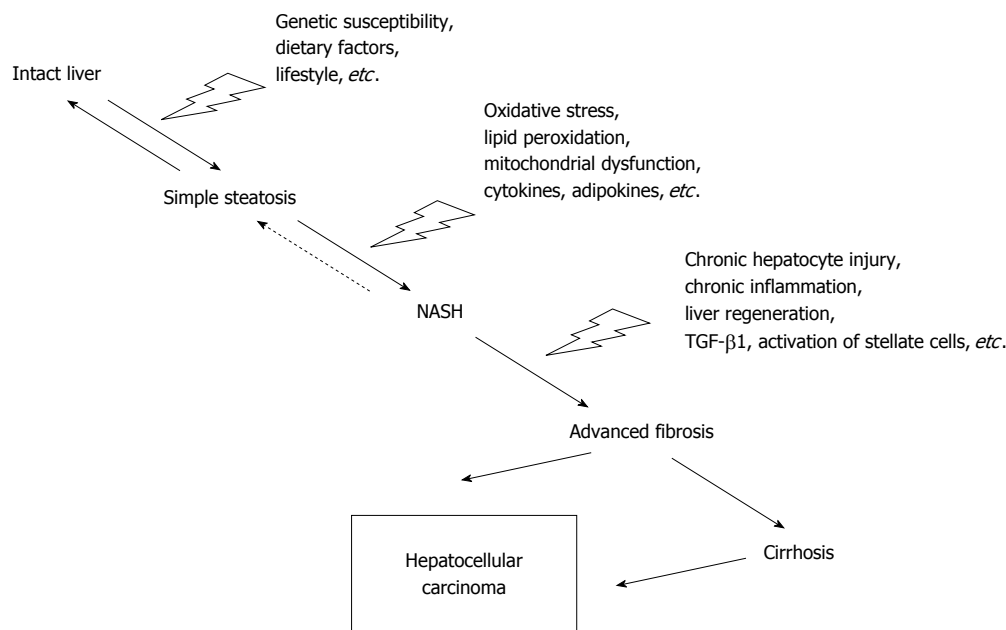 Genetic susceptibility,
dietary factors,
lifestyle, etc.
Intact liver
Oxidative stress,
lipid peroxidation,
mitochondrial dysfunction,
cytokines, adipokines, etc.
Simple steatosis
Chronic hepatocyte injury,
chronic inflammation,
liver regeneration,
TGF-β1, activation of stellate cells, etc.
NASH
Advanced fibrosis
Cirrhosis
Hepatocellular
carcinoma